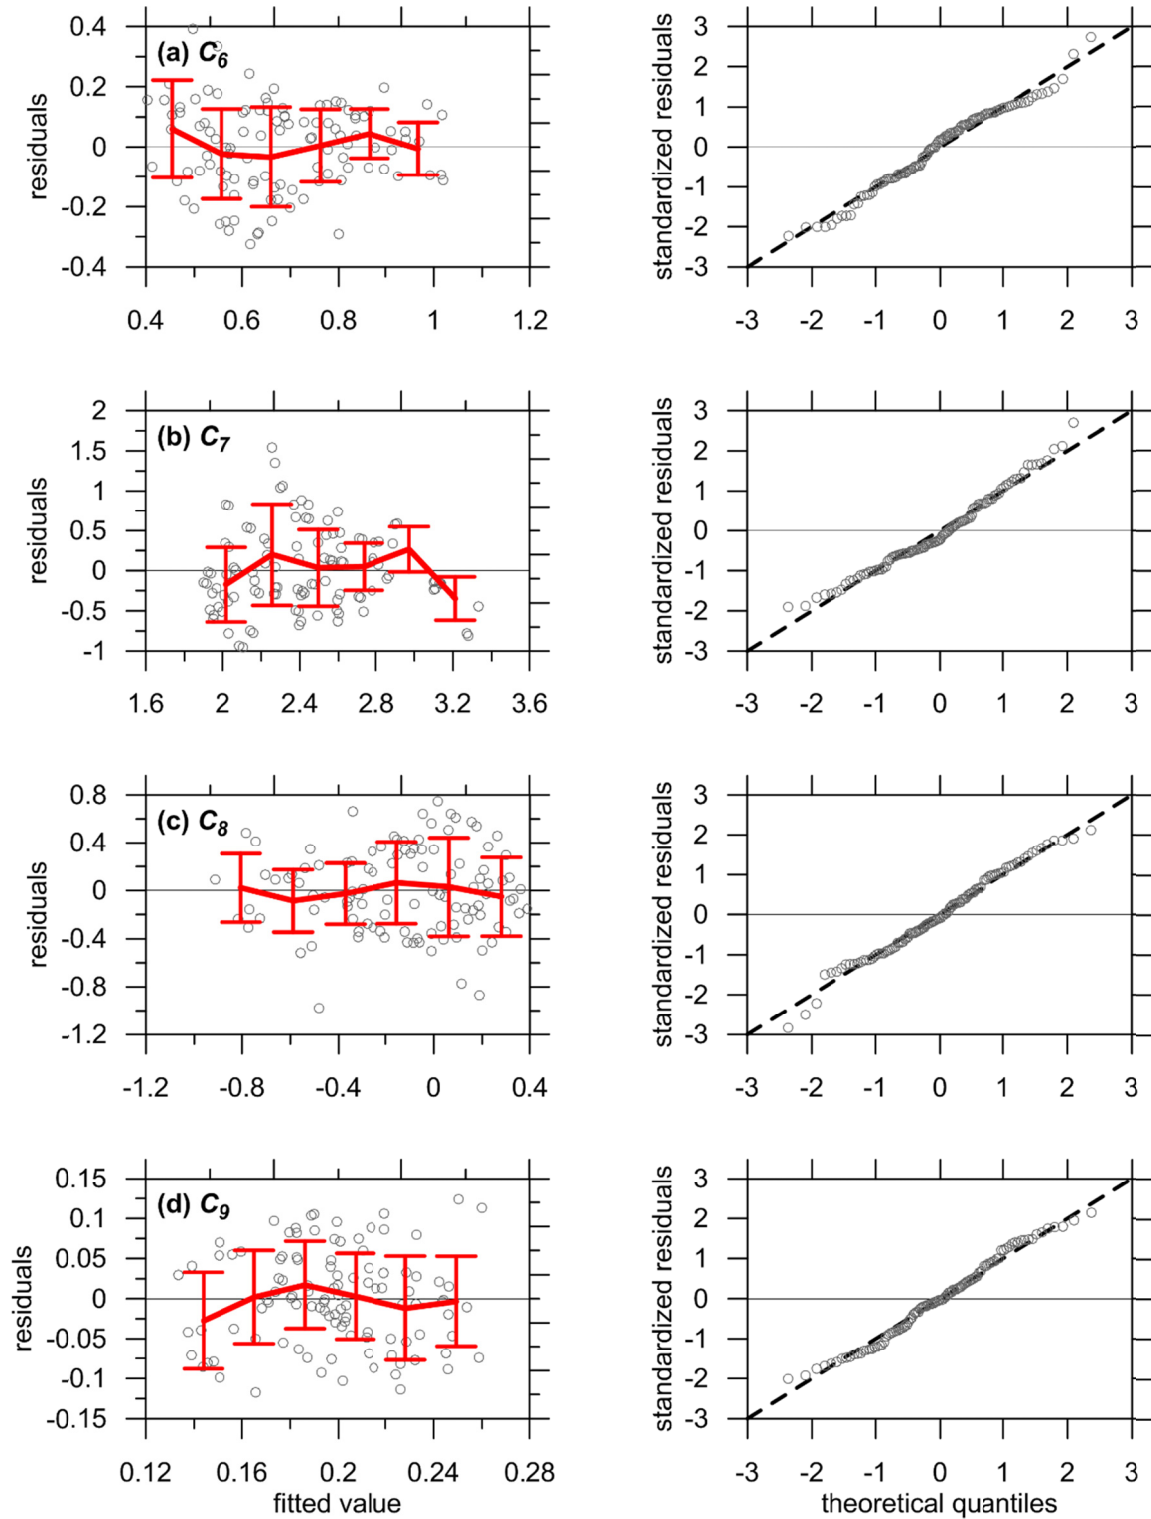 0.4
0.2
0
-0.2
-0.4
residuals
(a) C6
0.4 0.6 0.8 1 1.2
3
2
1
0
-1
-2
-3
standardized residuals
-3 -2 -1 0 1 2 3
2
1.5
1
0.5
0
-0.5
-1
residuals
(b) C7
1.6 2 2.4 2.8 3.2 3.6
3
2
1
0
-1
-2
-3
standardized residuals
-3 -2 -1 0 1 2 3
0.8
0.4
0
-0.4
-0.8
-1.2
residuals
(c) C8
-1.2 -0.8 -0.4 0 0.4
3
2
1
0
-1
-2
-3
standardized residuals
-3 -2 -1 0 1 2 3
0.15
0.1
0.05
0
-0.05
-0.1
-0.15
residuals
(d) C9
0.12 0.16 0.2 0.24 0.28
fitted value
3
2
1
0
-1
-2
-3
standardized residuals
-3 -2 -1 0 1 2 3
theoretical quantiles